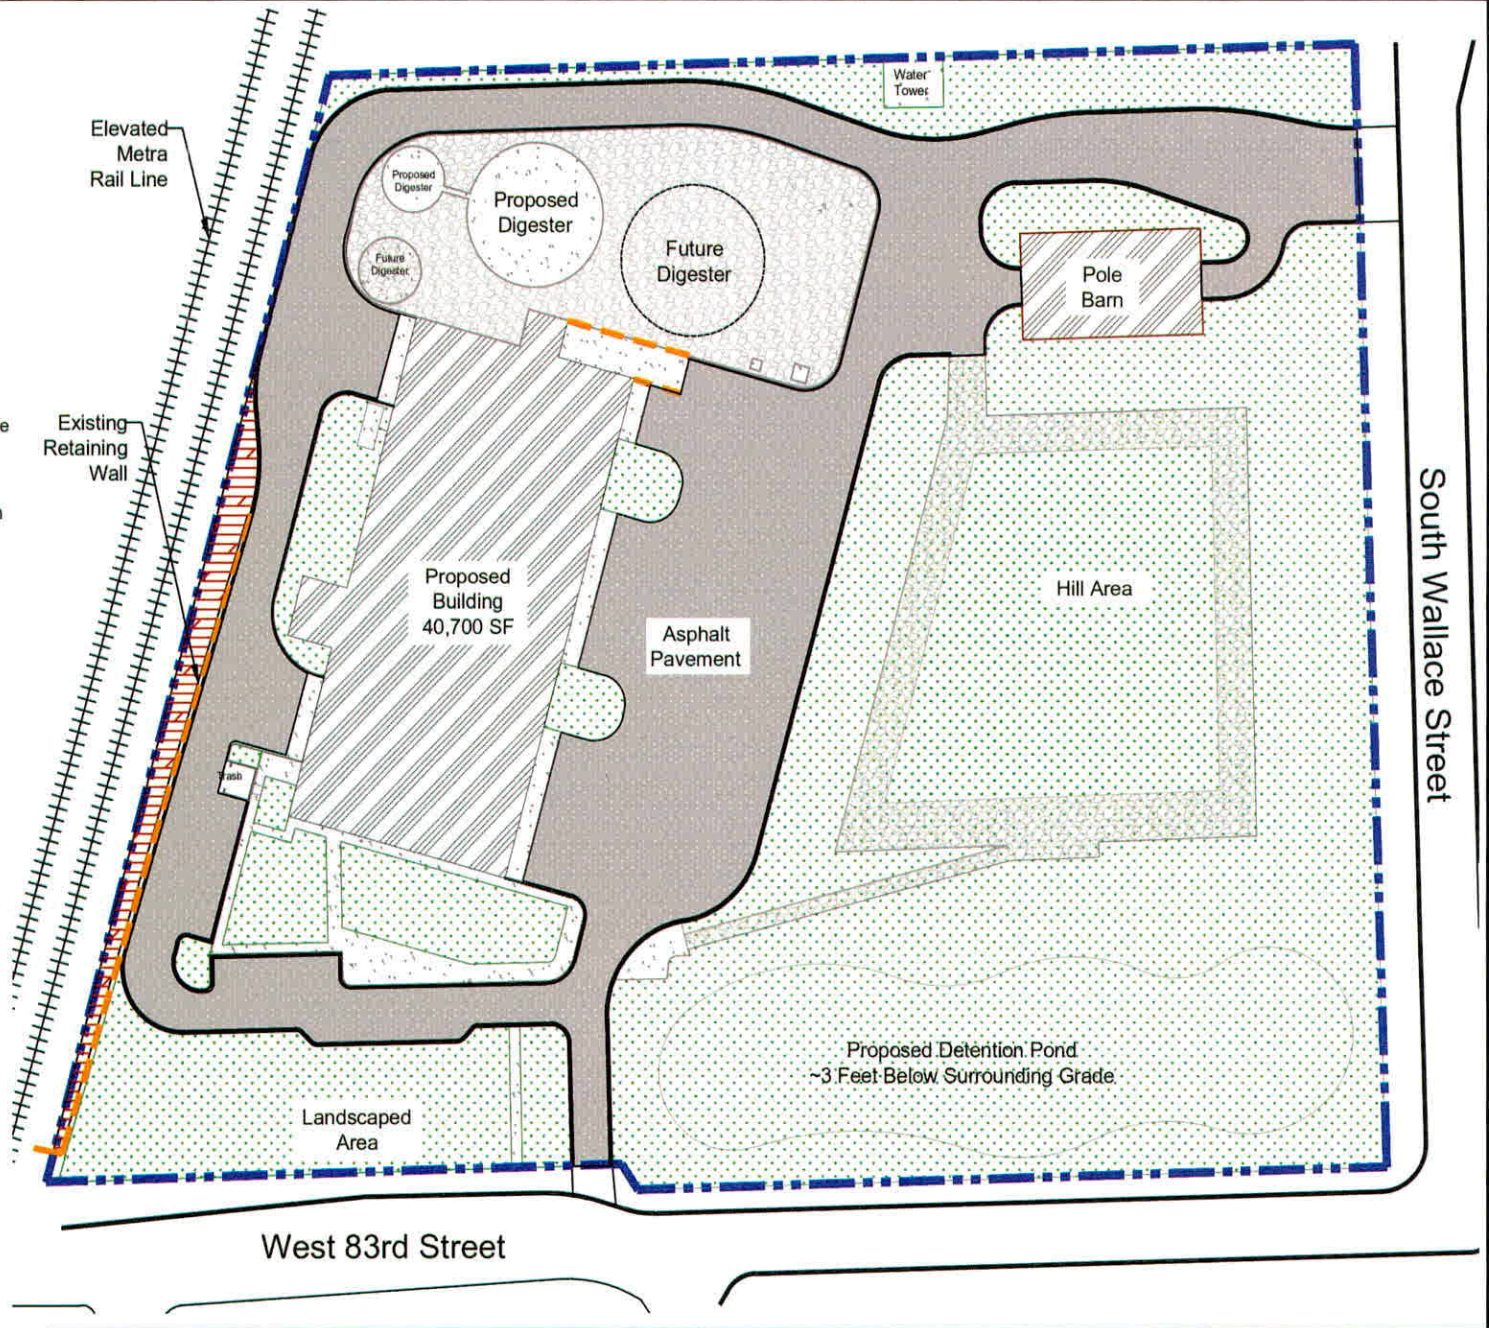 Water
Tower
Elevated
Metra
Rail Line
Proposed
Digester
Proposed
Digester
Future
Digester
Future
Digester
Pole
Barn
Existing
Retaining
Wall
Proposed
Building
40,700 SF
Asphalt
Pavement
Hill Area
South Wallace Street
Trash
Proposed Detention Pond
~3 Feet Below Surrounding Grade
Landscaped
Area
West 83rd Street